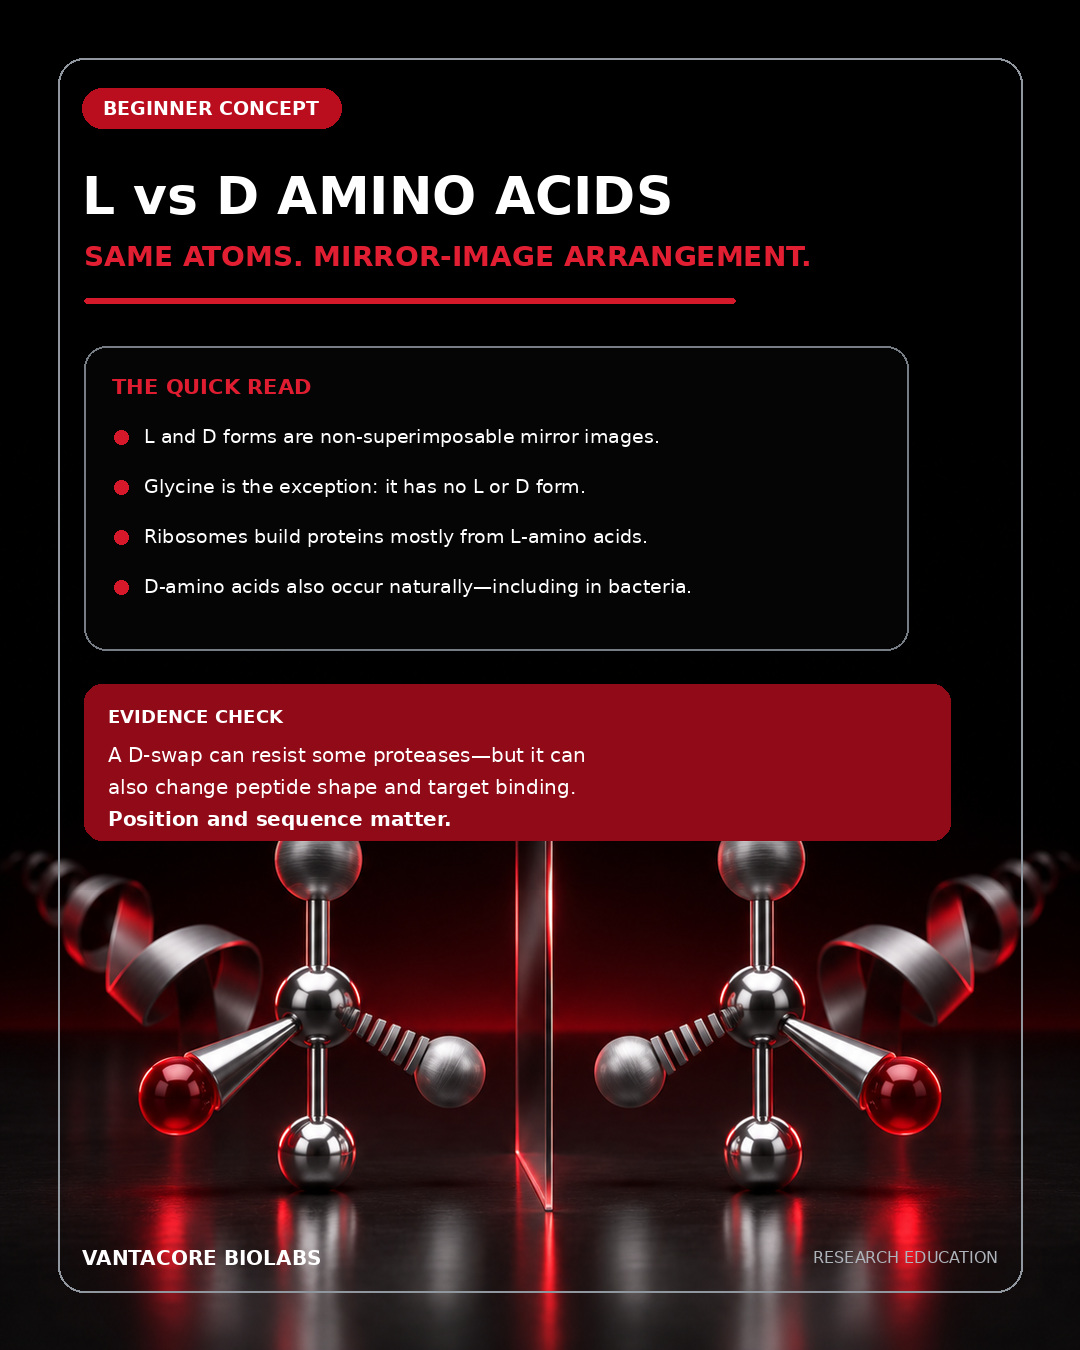 BEGINNER CONCEPT
L vs D AMINO ACIDS
SAME ATOMS. MIRROR-IMAGE ARRANGEMENT.
THE QUICK READ
L and D forms are non-superimposable mirror images.
Glycine is the exception: it has no L or D form.
Ribosomes build proteins mostly from L-amino acids.
D-amino acids also occur naturally—including in bacteria.
EVIDENCE CHECK
A D-swap can resist some proteases—but it can
also change peptide shape and target binding.
Position and sequence matter.
VANTACORE BIOLABS
RESEARCH EDUCATION